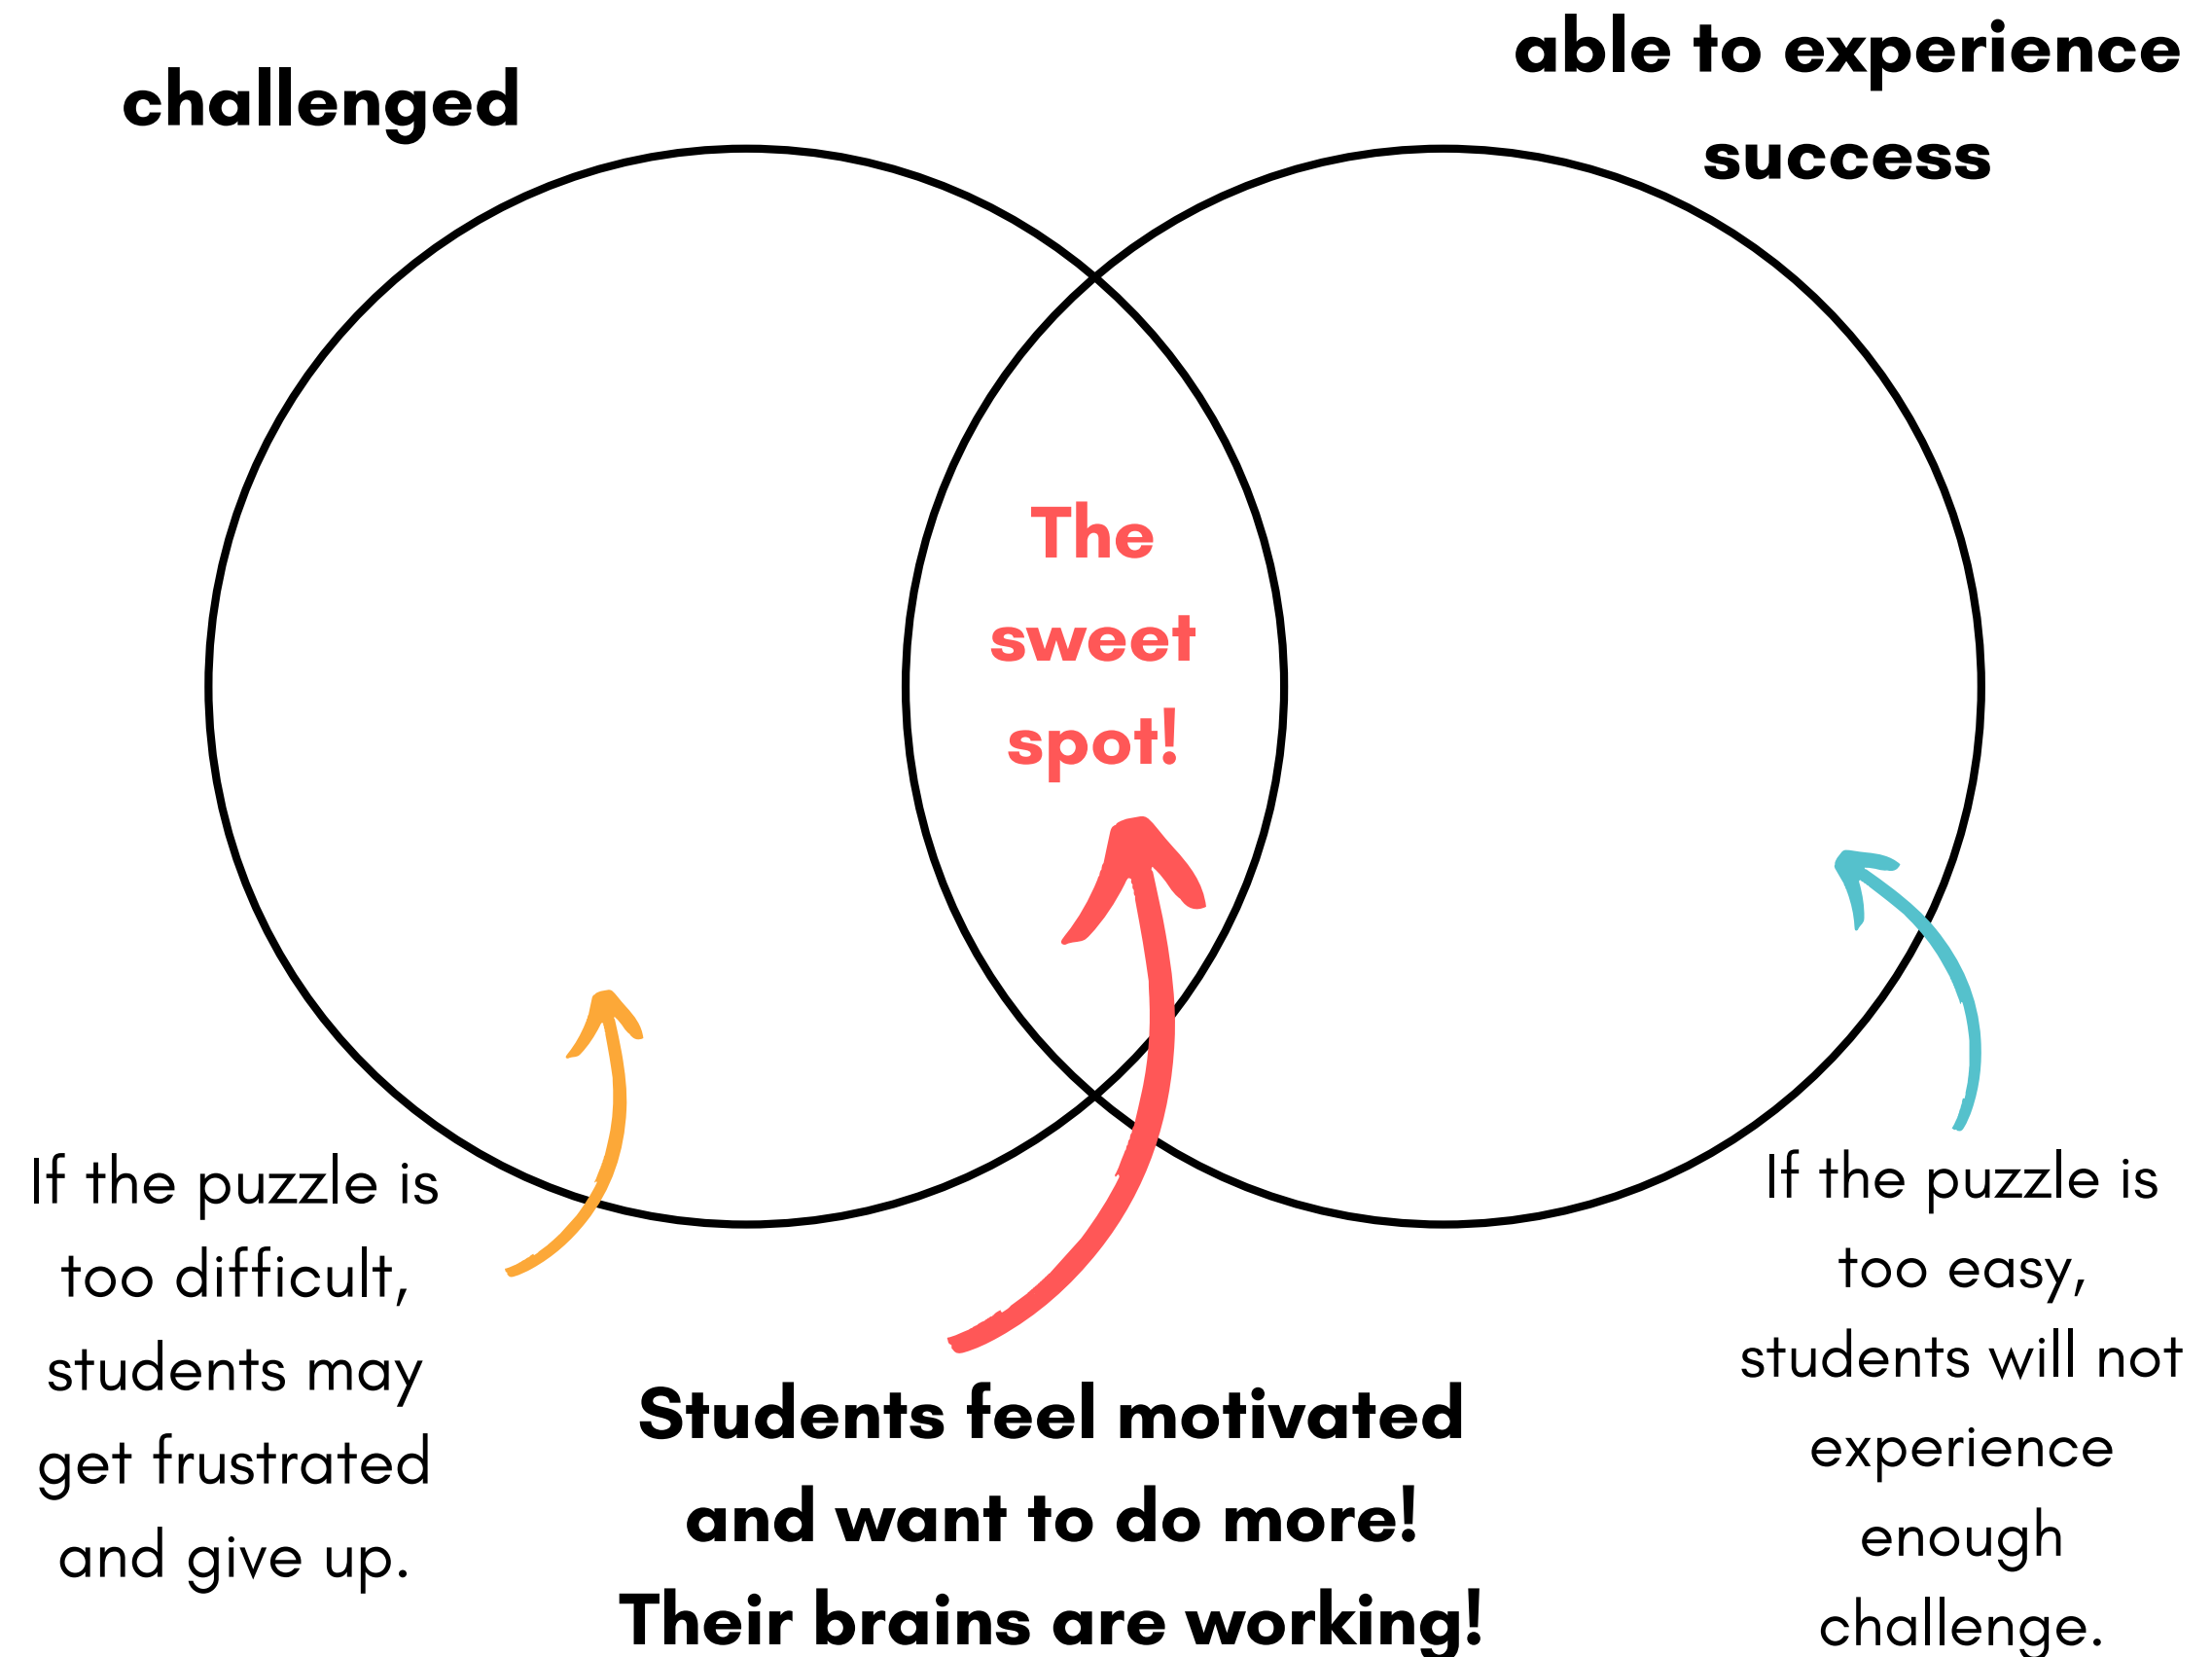 challenged
able to experience
success
The
sweet
spot!
If the puzzle is
too difficult,
students may
get frustrated
and give up.
Students feel motivated
and want to do more!
Their brains are working!
If the puzzle is
too easy,
students will not
experience
enough
challenge.